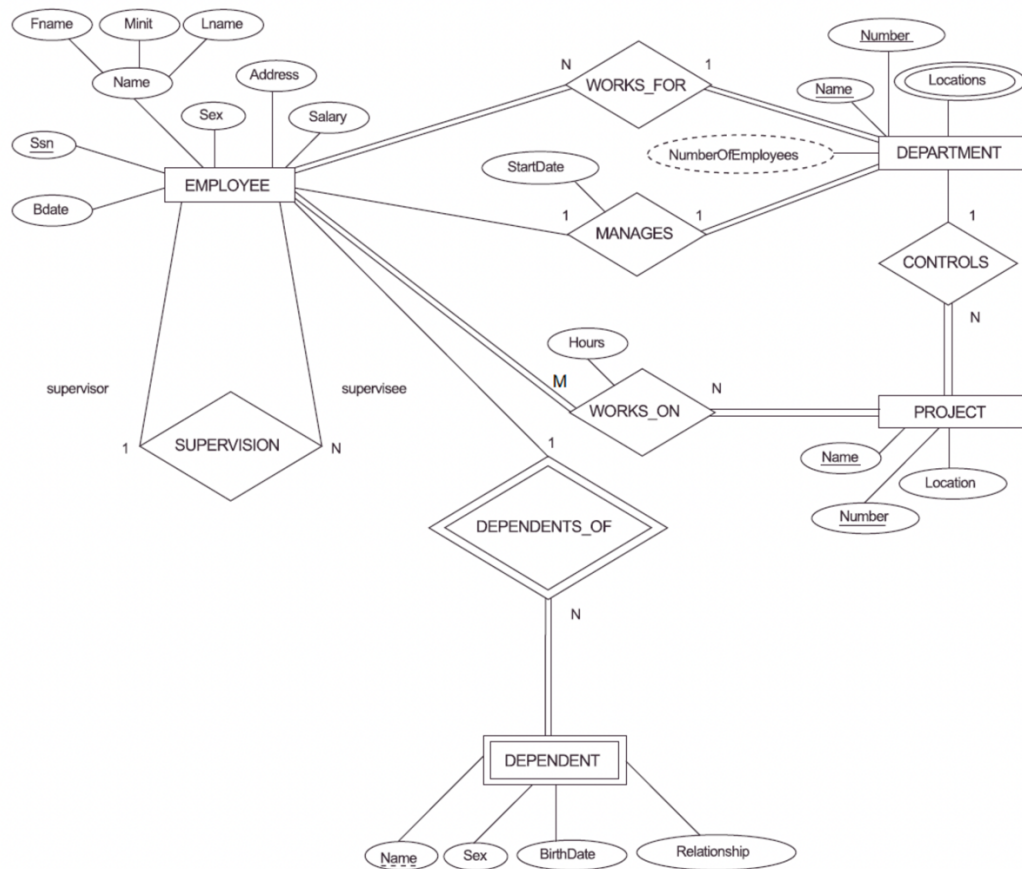 Fname
Minit
Lname
Number
Name
Address
N
1
WORKS_FOR
Locations
Name
Sex
Salary
Ssn
StartDate
NumberOfEmployees
DEPARTMENT
EMPLOYEE
Bdate
1
MANAGES
1
1
CONTROLS
N
Hours
supervisor
supervisee
M
N
WORKS_ON
PROJECT
1
SUPERVISION
N
1
Name
Location
Number
DEPENDENTS_OF
N
DEPENDENT
Name
Sex
BirthDate
Relationship